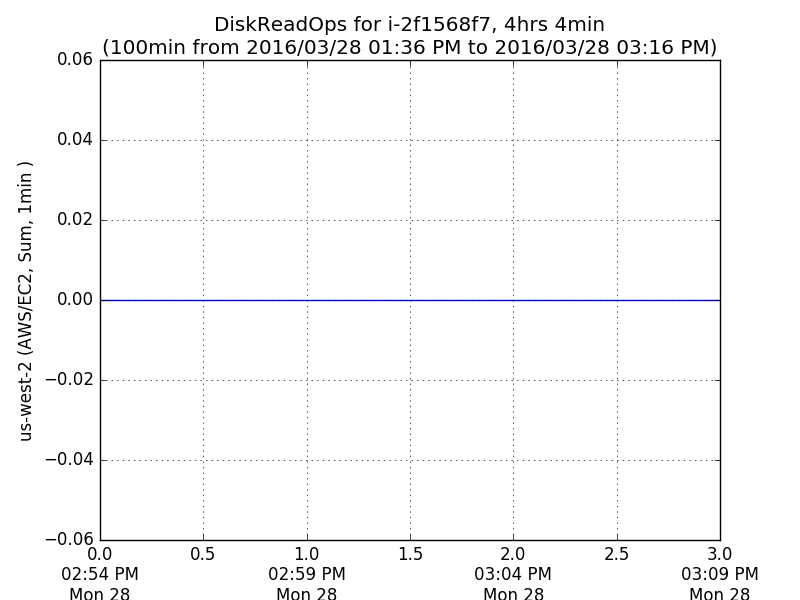 DiskReadOps for i-2f1568f7, 4hrs 4min
(100min from 2016/03/28 01:36 PM to 2016/03/28 03:16 PM)
us-west-2 (AWS/EC2, Sum, 1min )
0.06
0.04
0.02
0.00
−0.02
−0.04
−0.06
0.0 0.5 1.0 1.5 2.0 2.5 3.0
02:54 PM 02:59 PM 03:04 PM 03:09 PM
Mon 28 Mon 28 Mon 28 Mon 28